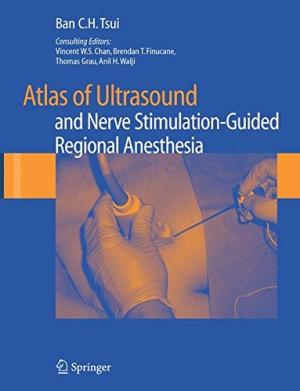 Ban C.H. Tsui
Consulting Editors:
Vincent W.S. Chan, Brendan T. Finucane,
Thomas Grau, Anil H. Walji
Atlas of Ultrasound
and Nerve Stimulation-Guided
Regional Anesthesia
Springer